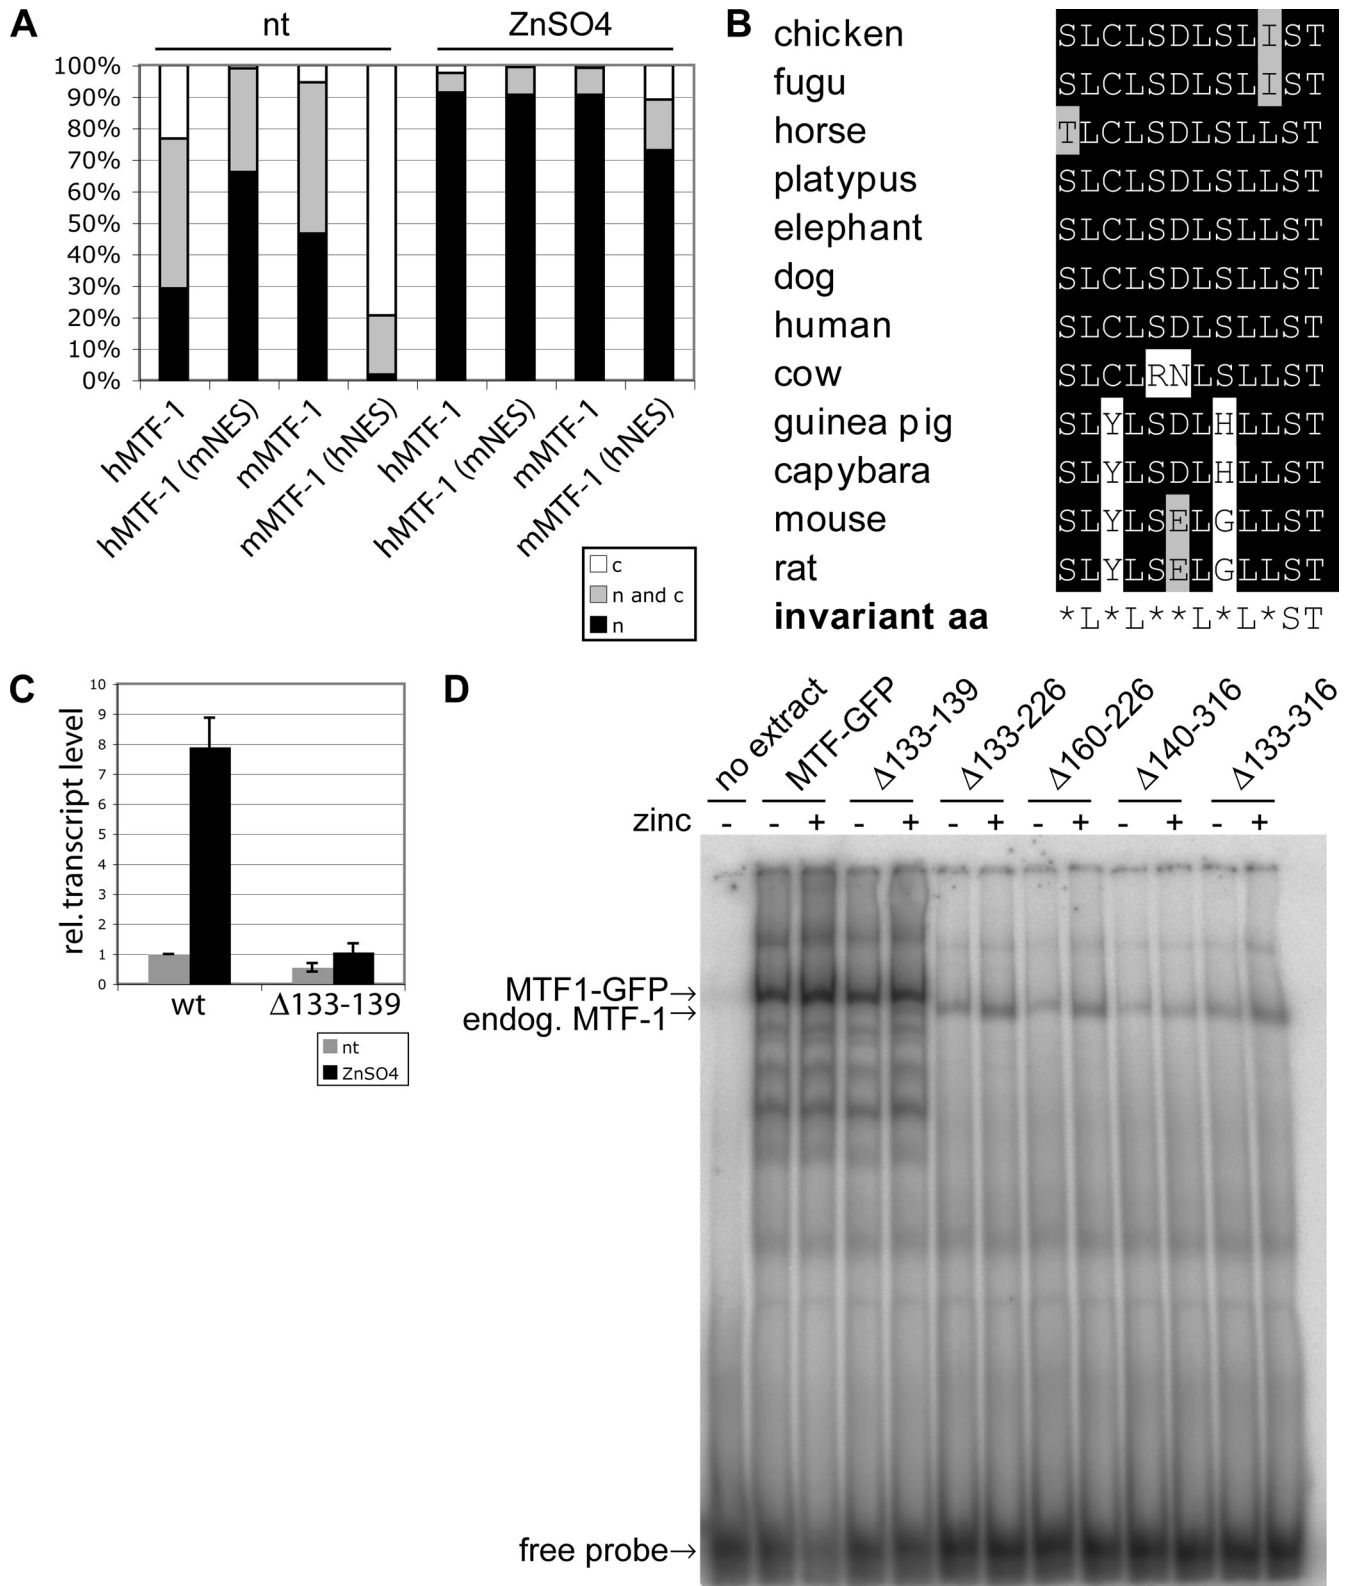 A
nt
ZnSO4
100%
90%
80%
70%
60%
50%
40%
30%
20%
10%
0%
hMTF-1
hMTF-1 (mNES)
mMTF-1
mMTF-1 (hNES)
hMTF-1
hMTF-1 (mNES)
mMTF-1
mMTF-1 (hNES)
c
n and c
n
B
chicken SLCLSDLSLIST
fugu SLCLSDLSLIST
horse TLCLSDLSLLST
platypus SLCLSDLSLLST
elephant SLCLSDLSLLST
dog SLCLSDLSLLST
human SLCLSDLSLLST
cow SLCLRNLSLLST
guinea pig SLYLSDLHLLST
capybara SLYLSDLHLLST
mouse SLYLSELGLLST
rat SLYLSELGLLST
invariant aa *L*L**L*L*ST
C
rel. transcript level
10
9
8
7
6
5
4
3
2
1
0
wt
Δ133-139
nt
ZnSO4
D
no extract
MTF-GFP
Δ133-139
Δ133-226
Δ160-226
Δ140-316
Δ133-316
zinc - - + - + - + - + - + - +
MTF1-GFP→
endog. MTF-1→
free probe→